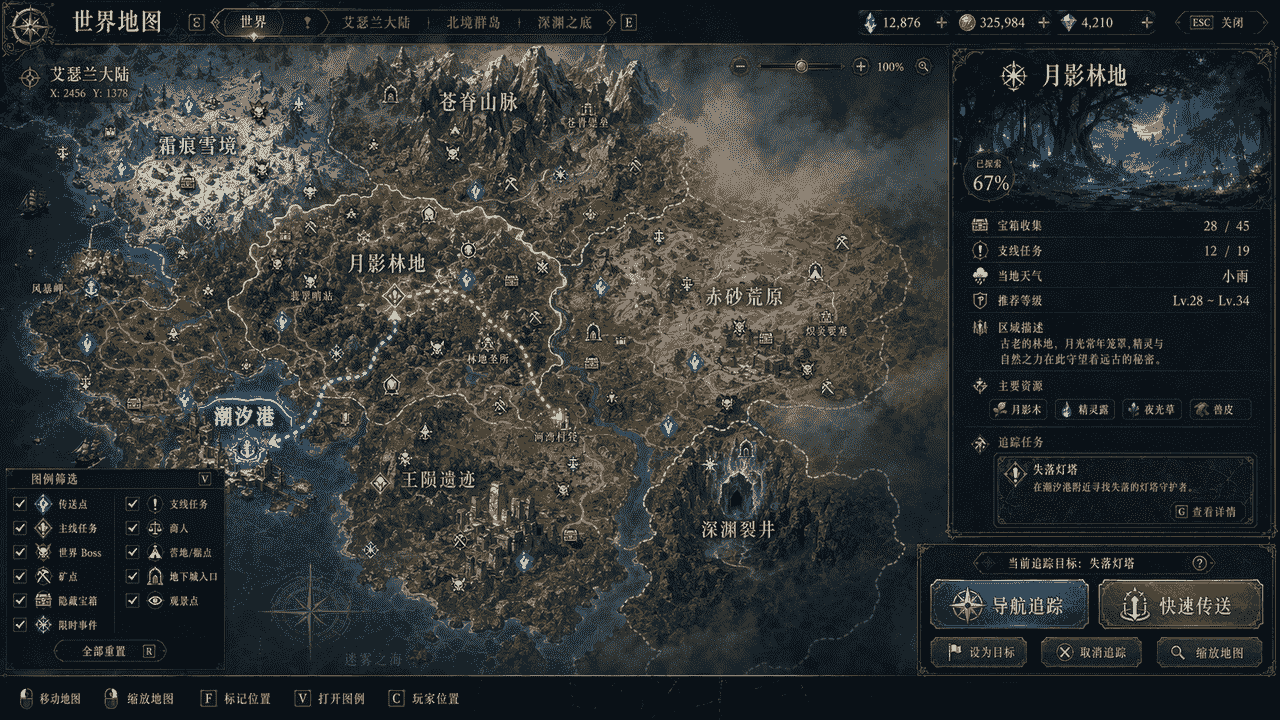 世界地图
世界
艾瑟兰大陆
北境群岛
深渊之底
E
12,876
325,984
4,210
ESC 关闭
艾瑟兰大陆
X: 2456 Y: 1378
100%
苍脊山脉
霜痕雪境
月影林地
赤砂荒原
风暴岬
林地圣所
潮汐港
王陨遗迹
深渊裂井
迷雾之海
月影林地
已探索
67%
宝箱收集 28 / 45
支线任务 12 / 19
当地天气 小雨
推荐等级 Lv.28 ~ Lv.34
区域描述
古老的林地，月光常年笼罩，精灵与
自然之力在此守望着远古的秘密。
主要资源
月影木 精灵露 夜光草 兽皮
追踪任务
失落灯塔
在潮汐港附近寻找失落的灯塔守护者。
G 查看详情
当前追踪目标：失落灯塔 ?
导航追踪 快速传送
设为目标 取消追踪 缩放地图
图例筛选 V
传送点 支线任务
主线任务 商人
世界 Boss 营地/据点
矿点 地下城入口
隐藏宝箱 观景点
限时事件
全部重置 R
移动地图 缩放地图 F 标记位置 V 打开图例 C 玩家位置